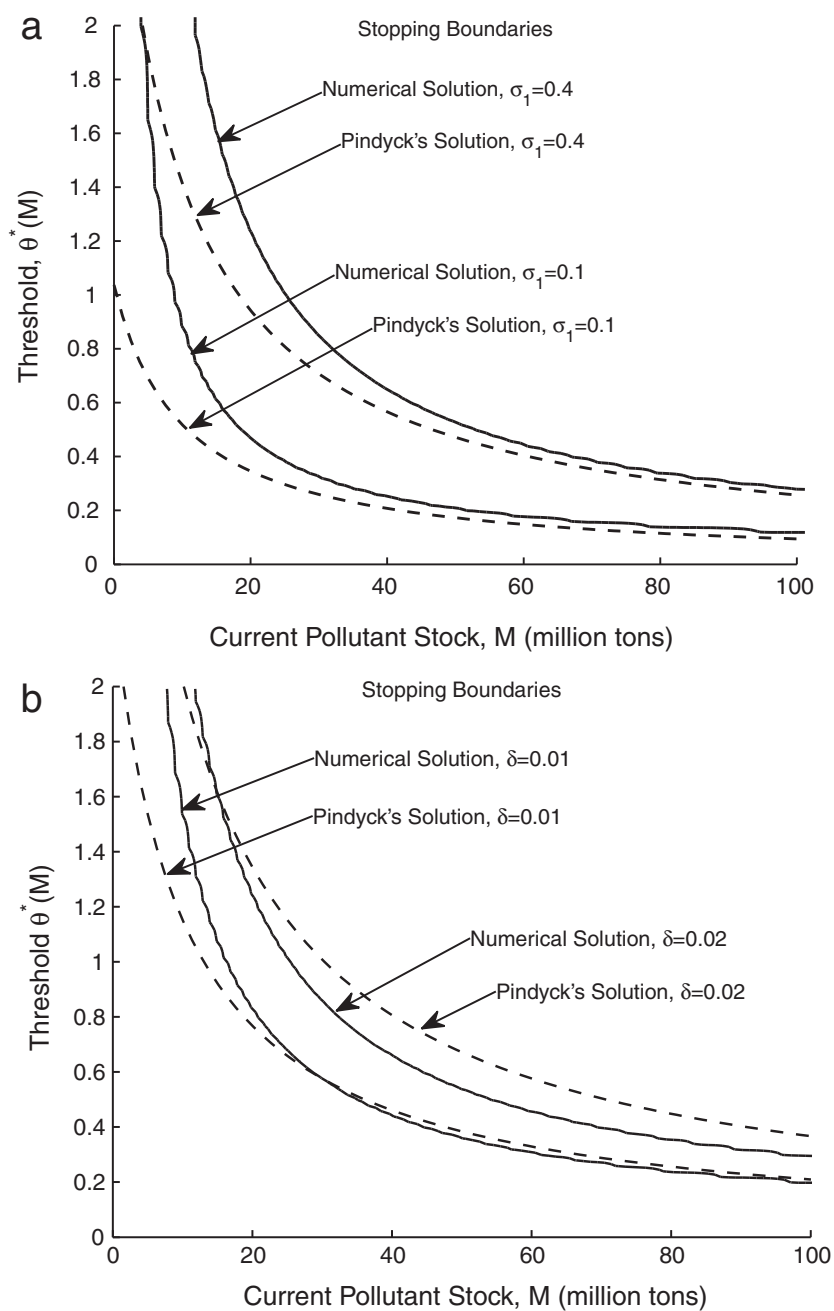 a
Stopping Boundaries
2
1.8
1.6
1.4
1.2
1
0.8
0.6
0.4
0.2
0
Threshold, θ* (M)
Numerical Solution, σ1=0.4
Pindyck's Solution, σ1=0.4
Numerical Solution, σ1=0.1
Pindyck's Solution, σ1=0.1
0 20 40 60 80 100
Current Pollutant Stock, M (million tons)
b
Stopping Boundaries
2
1.8
1.6
1.4
1.2
1
0.8
0.6
0.4
0.2
0
Threshold θ* (M)
Numerical Solution, δ=0.01
Pindyck's Solution, δ=0.01
Numerical Solution, δ=0.02
Pindyck's Solution, δ=0.02
0 20 40 60 80 100
Current Pollutant Stock, M (million tons)